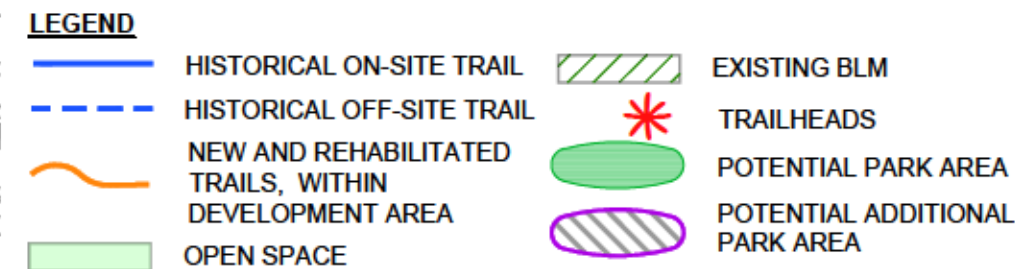 LEGEND
HISTORICAL ON-SITE TRAIL
HISTORICAL OFF-SITE TRAIL
NEW AND REHABILITATED
TRAILS, WITHIN
DEVELOPMENT AREA
OPEN SPACE
EXISTING BLM
TRAILHEADS
POTENTIAL PARK AREA
POTENTIAL ADDITIONAL
PARK AREA